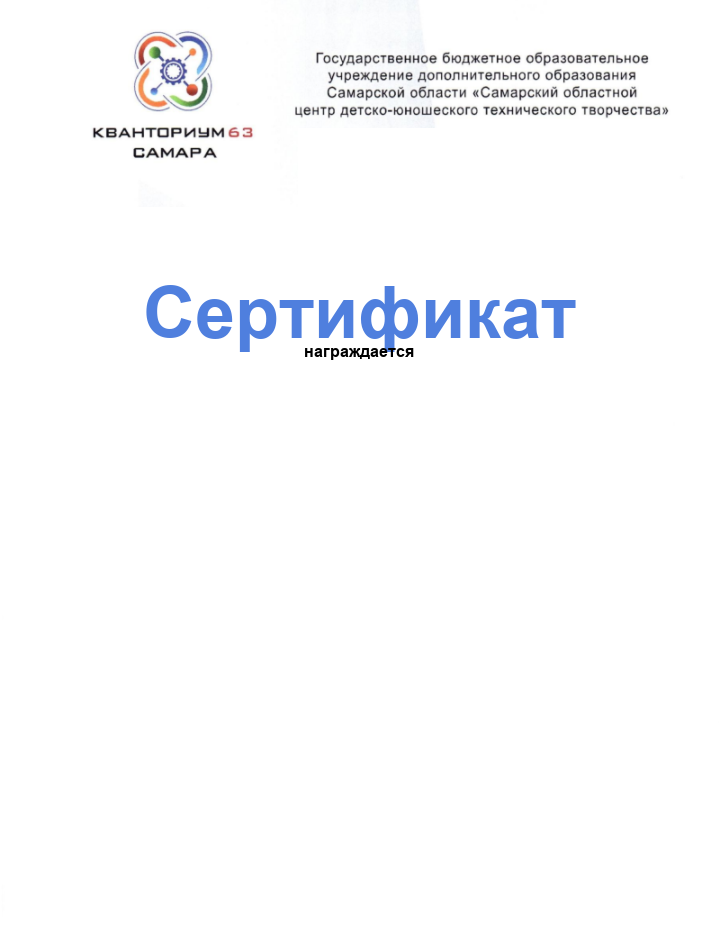 Государственное бюджетное образовательное
учреждение дополнительного образования
Самарской области «Самарский областной
центр детско-юношеского технического творчества»
КВАНТОРИУМ63
САМАРА
Сертификат
награждается